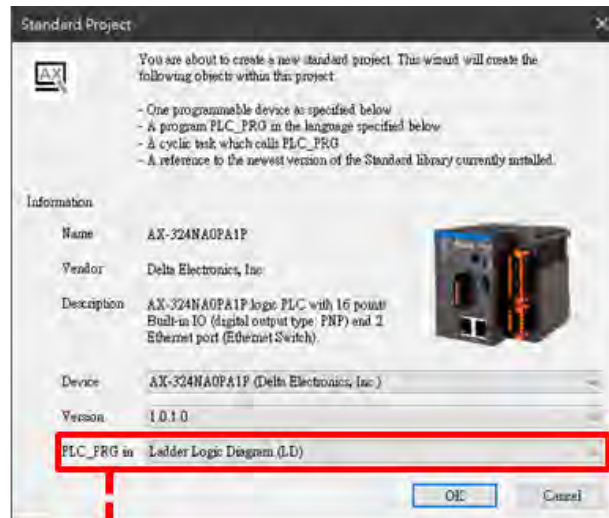 Standard Project
AX
You are about to create a new standard project. This wizard will create the
following objects within this project:
- One programmable device as specified below
- A program PLC_PRG in the language specified below
- A cyclic task which calls PLC_PRG
- A reference to the newest version of the Standard library currently installed.
Information
Name AX-324NA0PA1P
Vendor Delta Electronics, Inc.
Description AX-324NA0PA1P logic PLC with 16 points
Built-in IO (digital output type: PNP) and 2
Ethernet port (Ethernet Switch).
Device AX-324NA0PA1P (Delta Electronics, Inc.)
Version 1.0.1.0
PLC_PRG in Ladder Logic Diagram (LD)
OK Cancel